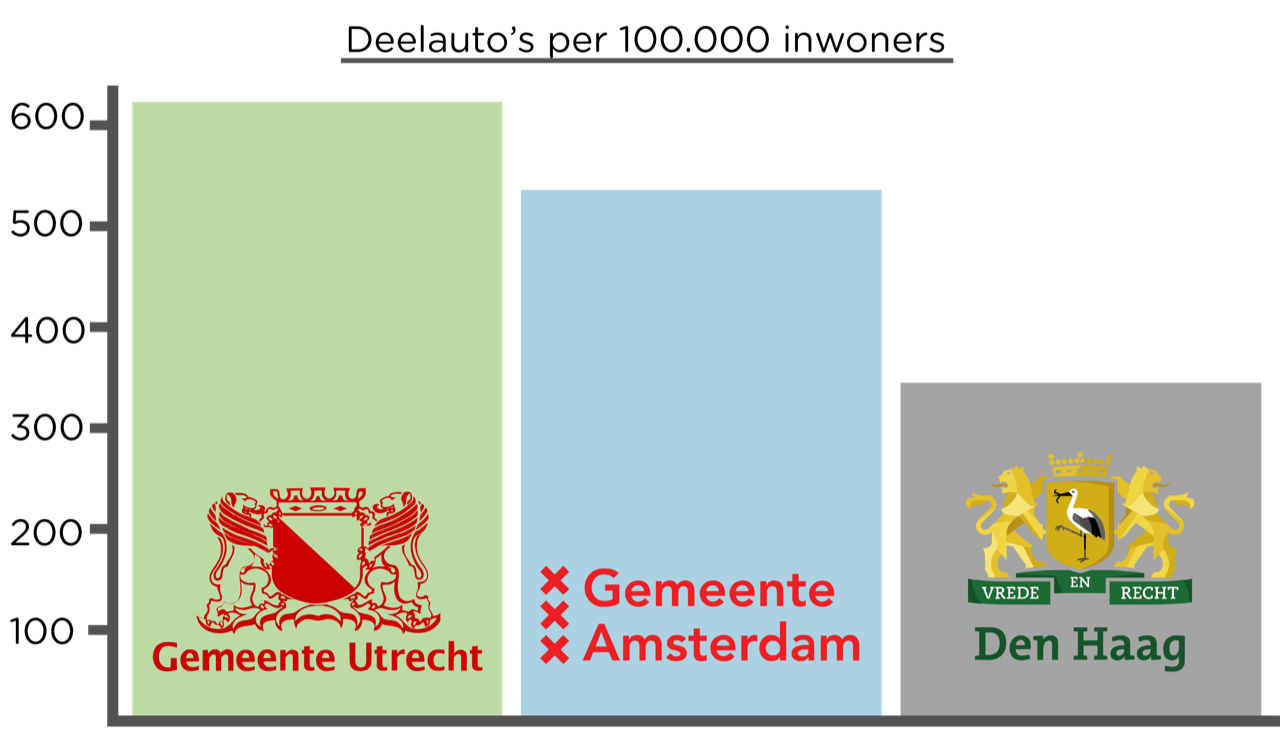 Deelauto’s per 100.000 inwoners
600
500
400
300
200
100
Gemeente Utrecht
Gemeente
Amsterdam
VREDE EN RECHT
Den Haag